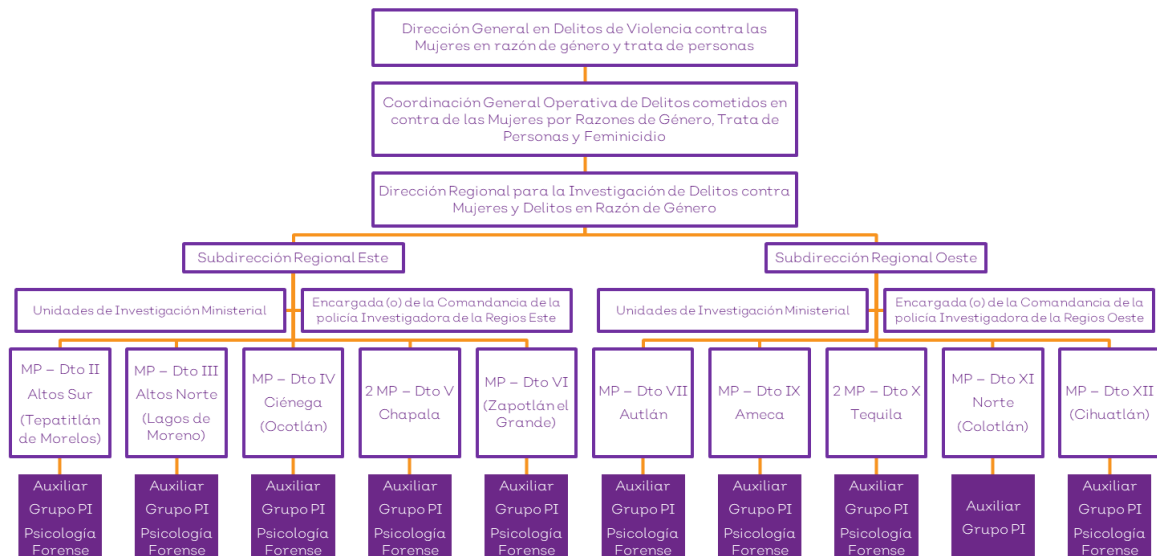 Dirección General en Delitos de Violencia contra las
Mujeres en razón de género y trata de personas
Coordinación General Operativa de Delitos cometidos en
contra de las Mujeres por Razones de Género, Trata de
Personas y Feminicidio
Dirección Regional para la Investigación de Delitos contra
Mujeres y Delitos en Razón de Género
Subdirección Regional Este
Subdirección Regional Oeste
Unidades de Investigación Ministerial
Encargada (o) de la Comandancia de la
policía Investigadora de la Regios Este
Unidades de Investigación Ministerial
Encargada (o) de la Comandancia de la
policía Investigadora de la Regios Oeste
MP – Dto II
Altos Sur
(Tepatitlán
de Morelos)
MP – Dto III
Altos Norte
(Lagos de
Moreno)
MP – Dto IV
Ciénega
(Ocotlán)
2 MP – Dto V
Chapala
MP – Dto VI
(Zapotlán el
Grande)
MP – Dto VII
Autlán
MP – Dto IX
Ameca
2 MP – Dto X
Tequila
MP – Dto XI
Norte
(Colotlán)
MP – Dto XII
(Cihuatlán)
Auxiliar
Grupo PI
Psicología
Forense
Auxiliar
Grupo PI
Psicología
Forense
Auxiliar
Grupo PI
Psicología
Forense
Auxiliar
Grupo PI
Psicología
Forense
Auxiliar
Grupo PI
Psicología
Forense
Auxiliar
Grupo PI
Psicología
Forense
Auxiliar
Grupo PI
Psicología
Forense
Auxiliar
Grupo PI
Psicología
Forense
Auxiliar
Grupo PI
Auxiliar
Grupo PI
Psicología
Forense